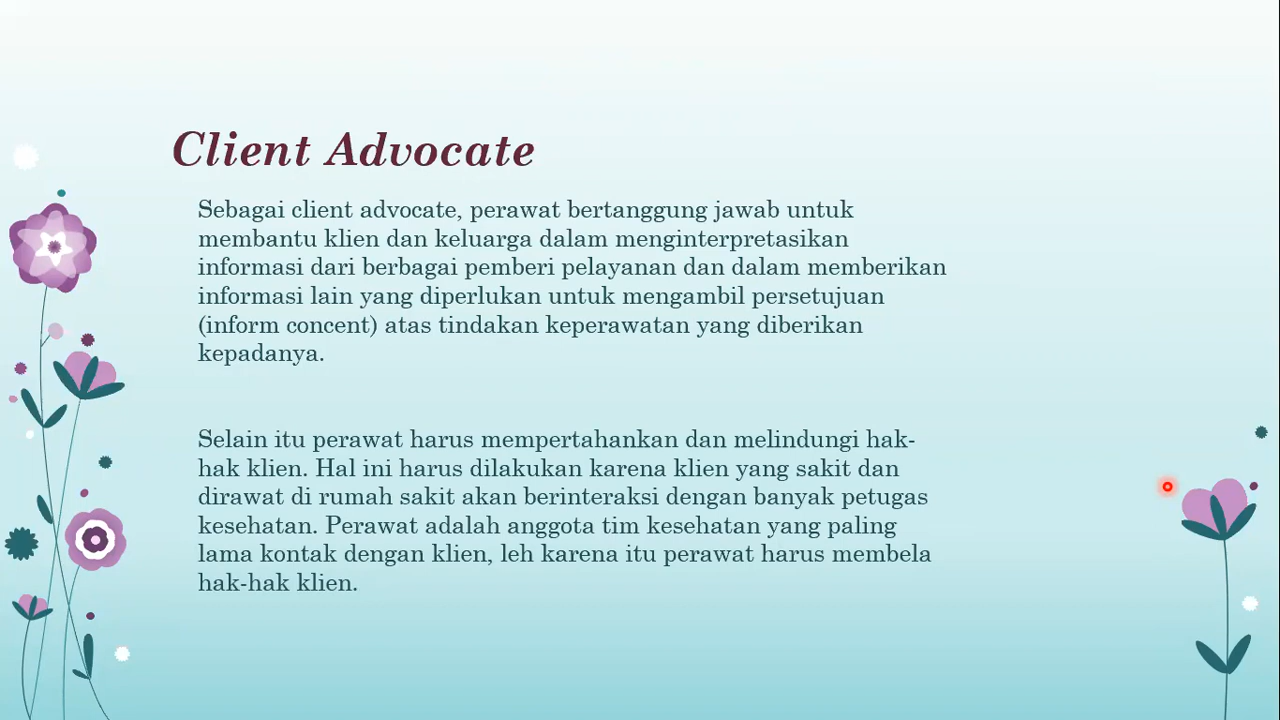 Client Advocate
Sebagai client advocate, perawat bertanggung jawab untuk
membantu klien dan keluarga dalam menginterpretasikan
informasi dari berbagai pemberi pelayanan dan dalam memberikan
informasi lain yang diperlukan untuk mengambil persetujuan
(inform concent) atas tindakan keperawatan yang diberikan
kepadanya.
Selain itu perawat harus mempertahankan dan melindungi hak-
hak klien. Hal ini harus dilakukan karena klien yang sakit dan
dirawat di rumah sakit akan berinteraksi dengan banyak petugas
kesehatan. Perawat adalah anggota tim kesehatan yang paling
lama kontak dengan klien, leh karena itu perawat harus membela
hak-hak klien.